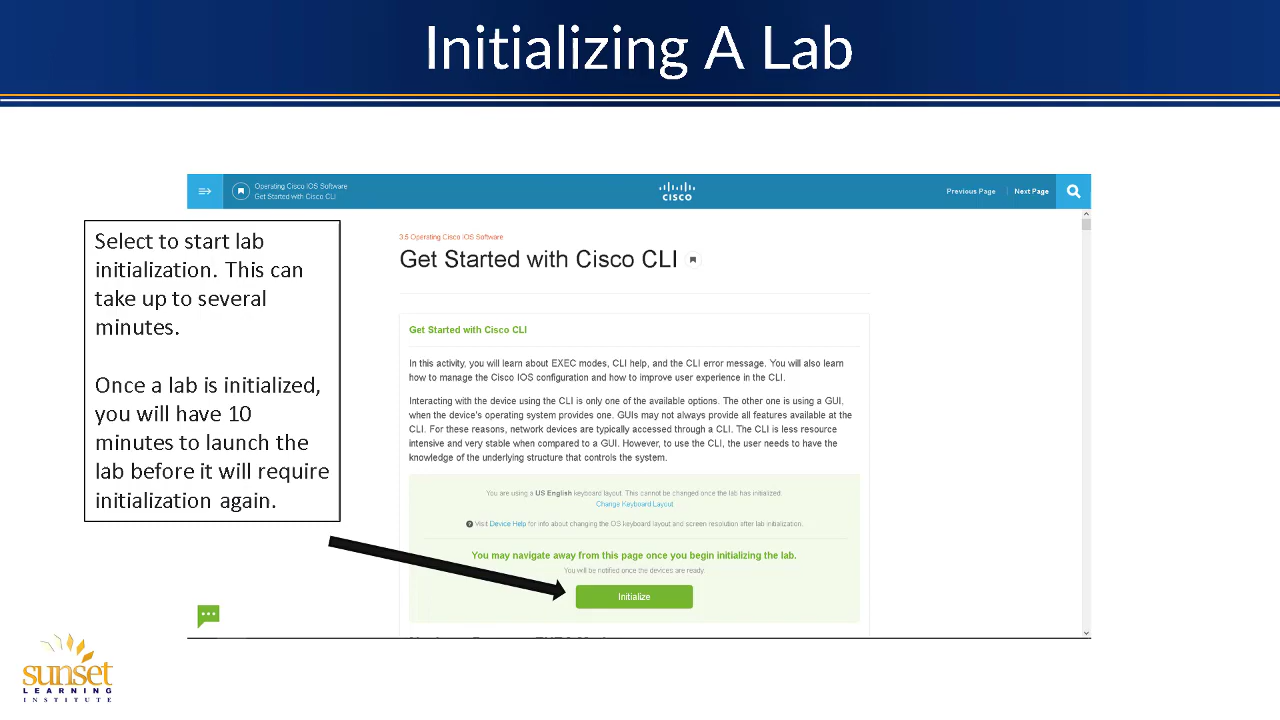 Initializing A Lab
Operating Cisco IOS Software
Get Started with Cisco CLI
CISCO
Previous Page | Next Page
Select to start lab
initialization. This can
take up to several
minutes.
Once a lab is initialized,
you will have 10
minutes to launch the
lab before it will require
initialization again.
3.5 Operating Cisco IOS Software
Get Started with Cisco CLI
Get Started with Cisco CLI
In this activity, you will learn about EXEC modes, CLI help, and the CLI error message. You will also learn
how to manage the Cisco IOS configuration and how to improve user experience in the CLI.
Interacting with the device using the CLI is only one of the available options. The other one is using a GUI,
when the device's operating system provides one. GUIs may not always provide all features available at the
CLI. For these reasons, network devices are typically accessed through a CLI. The CLI is less resource
intensive and very stable when compared to a GUI. However, to use the CLI, the user needs to have the
knowledge of the underlying structure that controls the system.
You are using a US English keyboard layout. This cannot be changed once the lab has initialized.
Change Keyboard Layout
Visit Device Help for info about changing the OS keyboard layout and screen resolution after lab initialization.
You may navigate away from this page once you begin initializing the lab.
You will be notified once the devices are ready.
Initialize
sunset
LEARNING
INSTITUTE